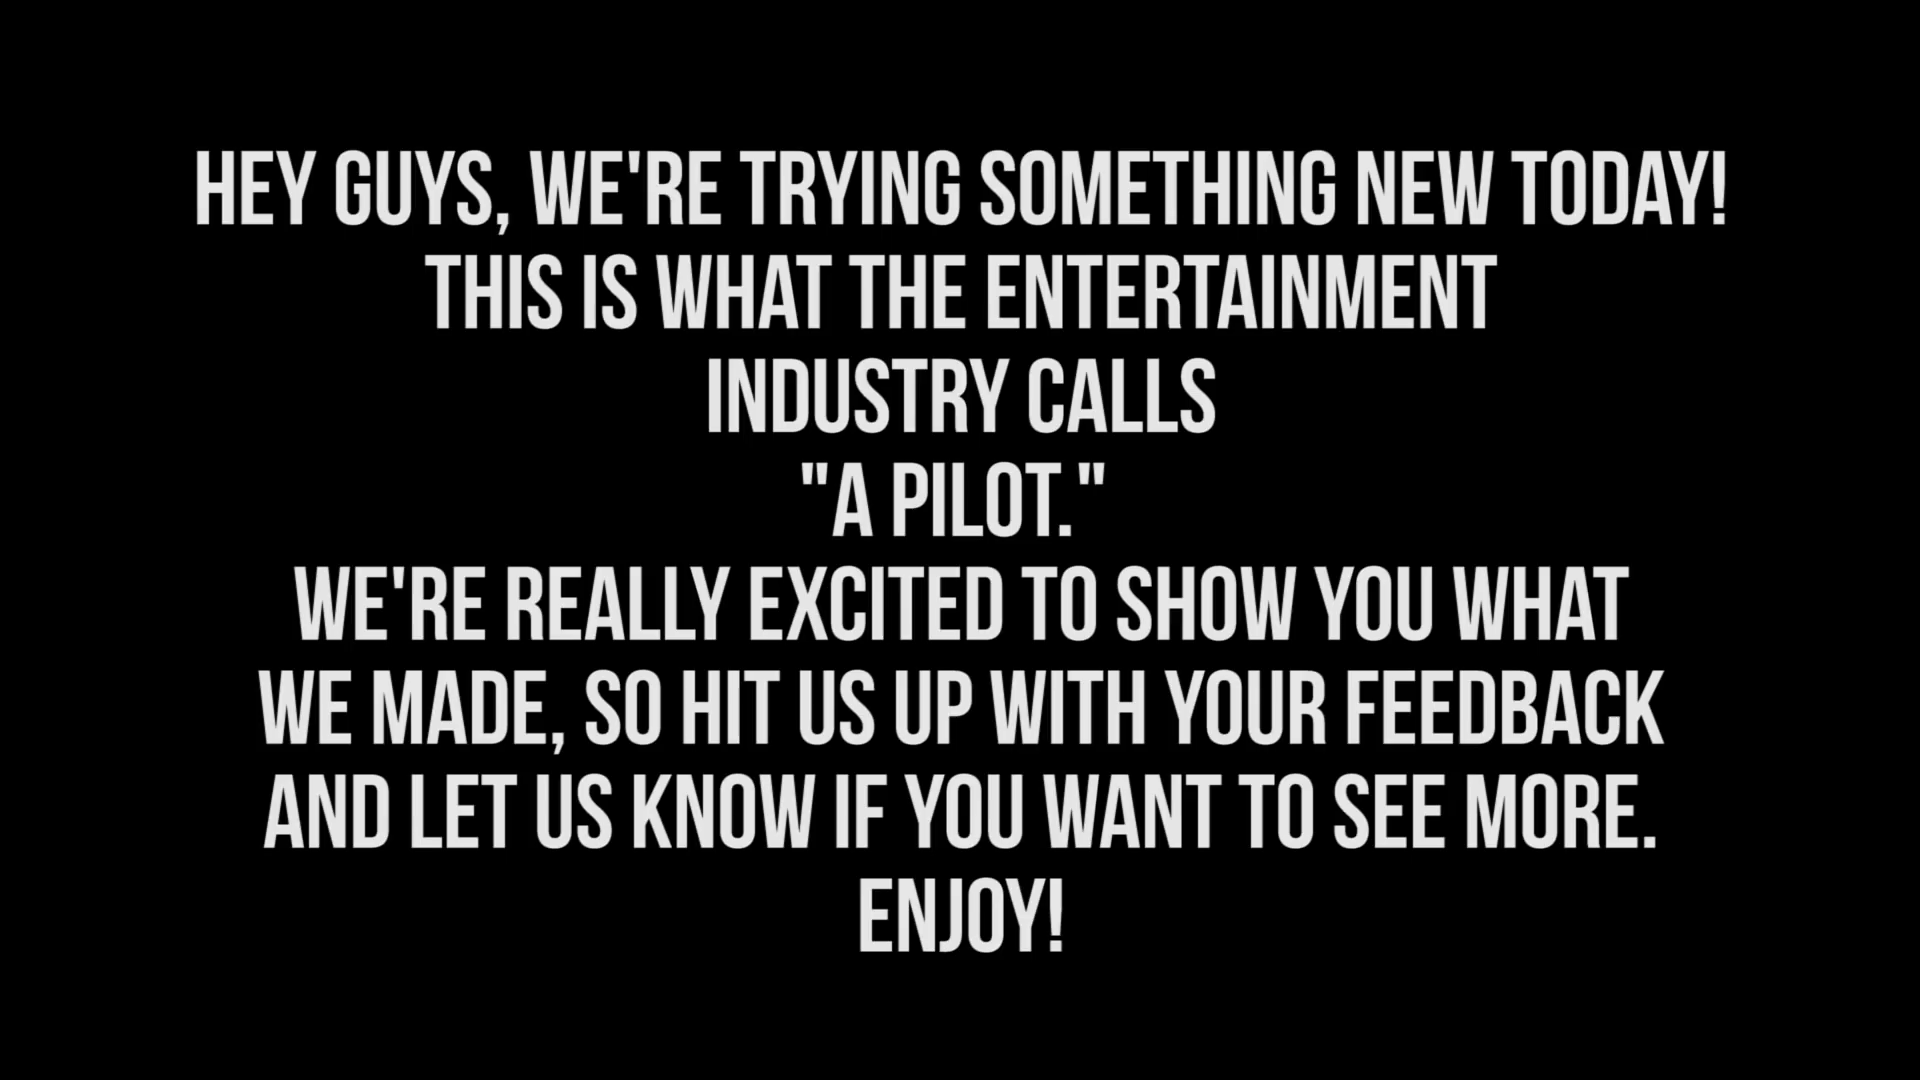 HEY GUYS, WE'RE TRYING SOMETHING NEW TODAY!
THIS IS WHAT THE ENTERTAINMENT
INDUSTRY CALLS
"A PILOT."
WE'RE REALLY EXCITED TO SHOW YOU WHAT
WE MADE, SO HIT US UP WITH YOUR FEEDBACK
AND LET US KNOW IF YOU WANT TO SEE MORE.
ENJOY!